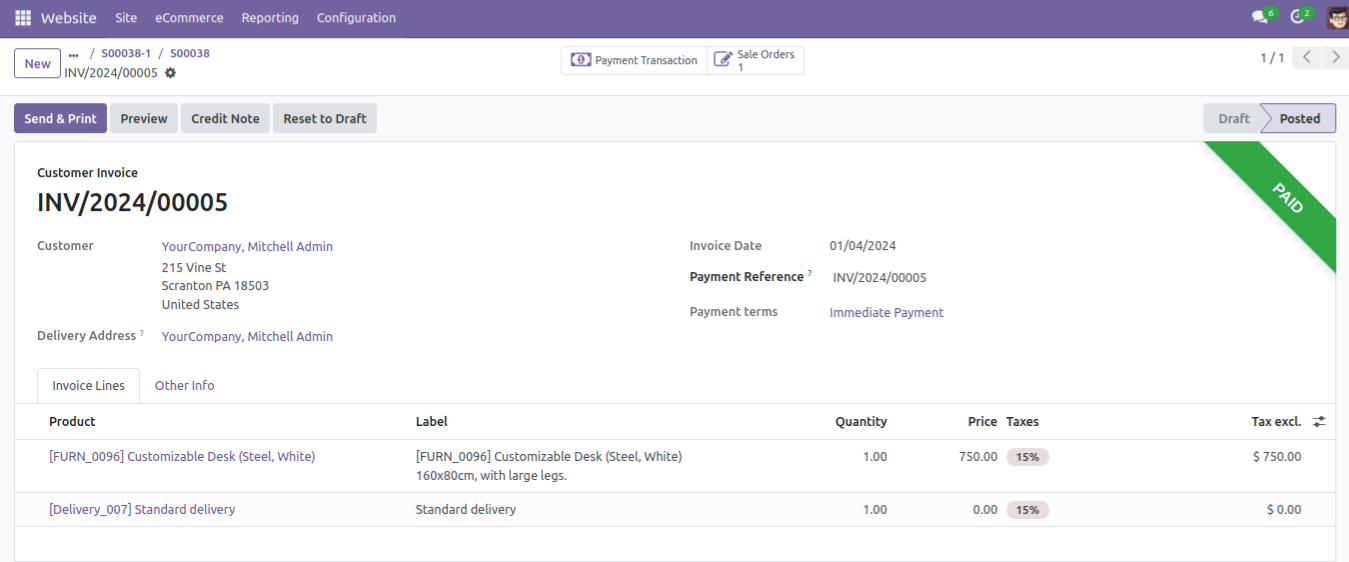 Website Site eCommerce Reporting Configuration 6 2
New ... / S00038-1 / S00038
INV/2024/00005
Payment Transaction
Sale Orders
1
1 / 1
Send & Print Preview Credit Note Reset to Draft Draft Posted
PAID
Customer Invoice
INV/2024/00005
Customer YourCompany, Mitchell Admin
215 Vine St
Scranton PA 18503
United States
Delivery Address ? YourCompany, Mitchell Admin
Invoice Date 01/04/2024
Payment Reference ? INV/2024/00005
Payment terms Immediate Payment
Invoice Lines Other Info
Product Label Quantity Price Taxes Tax excl.
[FURN_0096] Customizable Desk (Steel, White) [FURN_0096] Customizable Desk (Steel, White) 1.00 750.00 15% $ 750.00
160x80cm, with large legs.
[Delivery_007] Standard delivery Standard delivery 1.00 0.00 15% $ 0.00